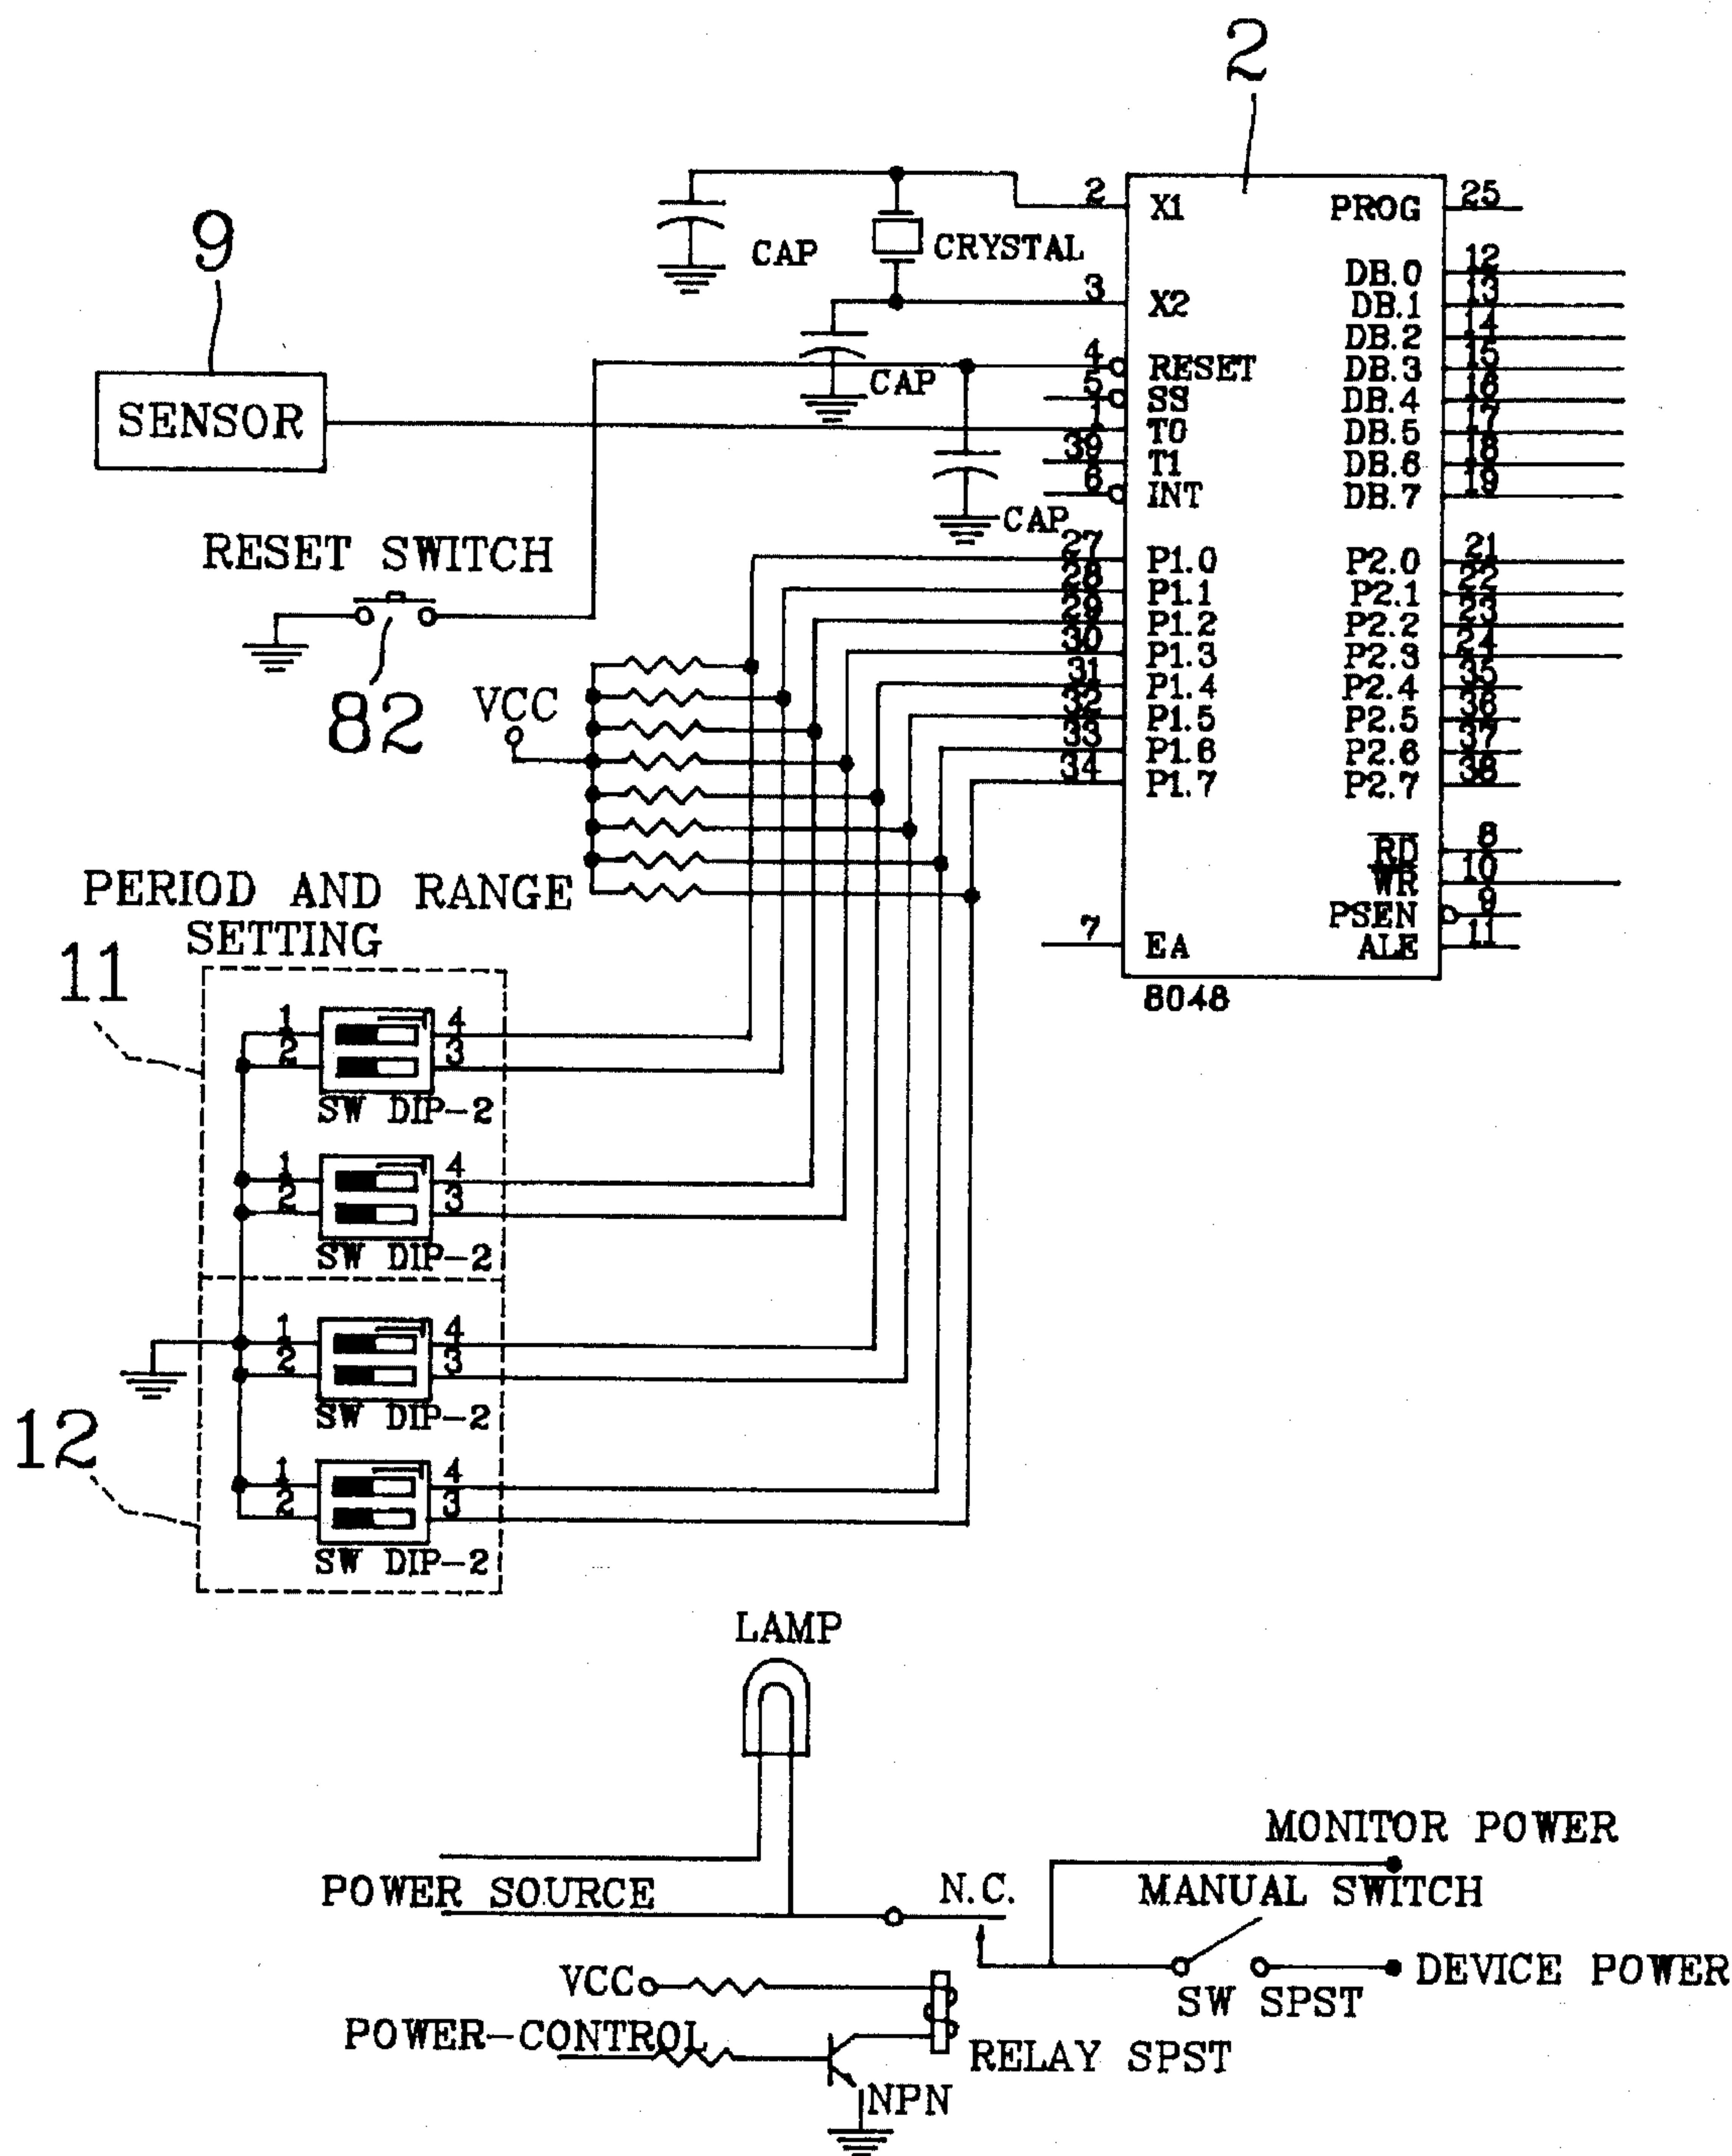 2
9
SENSOR
CAP
CRYSTAL
CAP
CAP
RESET SWITCH
82
VCC
2 X1 PROG 25
3 X2
DB.0 12
DB.1 13
DB.2 14
4 RESET DB.3 15
5 SS DB.4 16
1 T0 DB.5 17
39 T1 DB.6 18
6 INT DB.7 19
27 P1.0 P2.0 21
28 P1.1 P2.1 22
29 P1.2 P2.2 23
30 P1.3 P2.3 24
31 P1.4 P2.4 35
32 P1.5 P2.5 36
33 P1.6 P2.6 37
34 P1.7 P2.7 38
RD 8
WR 10
PSEN 9
7 EA ALE 11
8048
PERIOD AND RANGE
SETTING
11
1 4
2 3
SW DIP-2
1 4
2 3
SW DIP-2
1 4
2 3
SW DIP-2
12
1 4
2 3
SW DIP-2
LAMP
MONITOR POWER
POWER SOURCE
N.C.
MANUAL SWITCH
VCC
DEVICE POWER
SW SPST
POWER-CONTROL
RELAY SPST
NPN